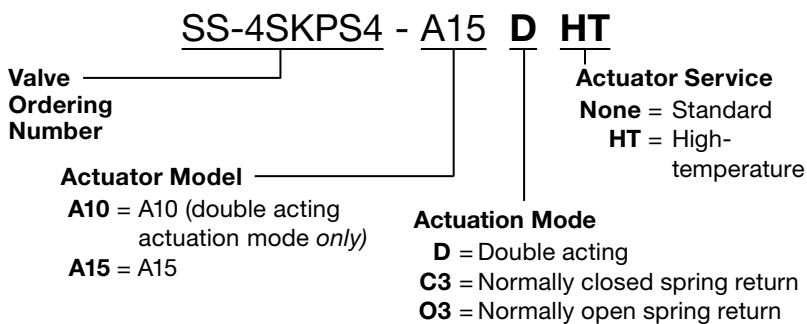 SS-4SKPS4 - A15 D HT
Valve
Ordering
Number
Actuator Model
A10 = A10 (double acting
actuation mode only)
A15 = A15
Actuation Mode
D = Double acting
C3 = Normally closed spring return
O3 = Normally open spring return
Actuator Service
None = Standard
HT = High-
temperature